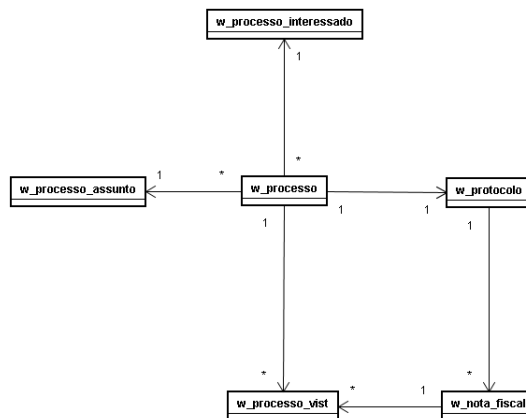 w_processo_interessado
1
*
1
*
w_processo_assunto
w_processo
w_protocolo
1
1
1
1
*
*
*
1
w_processo_vist
w_nota_fiscal